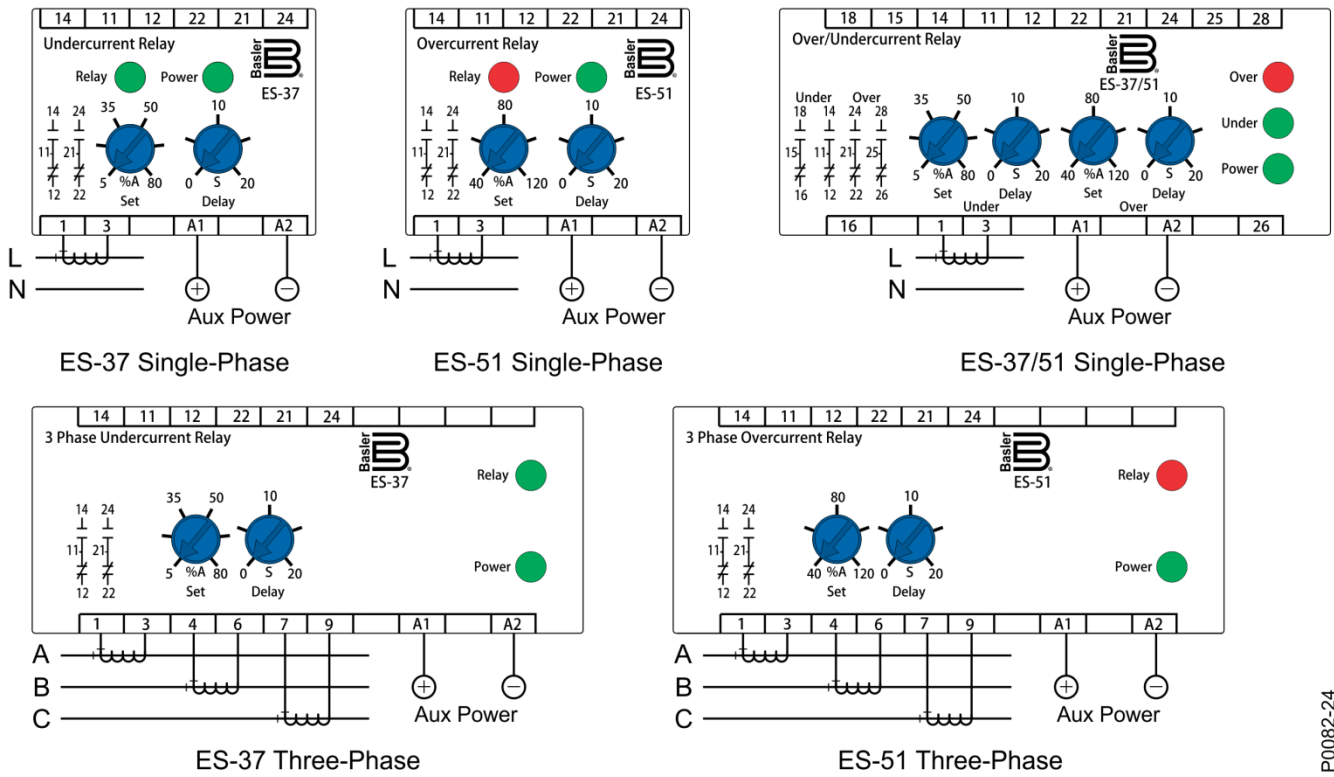 14 11 12 22 21 24
Undercurrent Relay
Basler
ES-37
Relay
Power
14 24
11 21
12 22
35 50
5 %A 80
Set
10
0 S 20
Delay
1 3 A1 A2
L
N
+ −
Aux Power
ES-37 Single-Phase
14 11 12 22 21 24
Overcurrent Relay
Basler
ES-51
Relay
Power
14 24
11 21
12 22
80
40 %A 120
Set
10
0 S 20
Delay
1 3 A1 A2
L
N
+ −
Aux Power
ES-51 Single-Phase
18 15 14 11 12 22 21 24 25 28
Over/Undercurrent Relay
Basler
ES-37/51
Over
Under
Power
Under Over
18 14 24 28
15 11 21 25
16 12 22 26
35 50
5 %A 80
Set
10
0 S 20
Delay
Under
80
40 %A 120
Set
10
0 S 20
Delay
Over
16 1 3 A1 A2 26
L
N
+ −
Aux Power
ES-37/51 Single-Phase
14 11 12 22 21 24
3 Phase Undercurrent Relay
Basler
ES-37
Relay
Power
14 24
11 21
12 22
35 50
5 %A 80
Set
10
0 S 20
Delay
1 3 4 6 7 9 A1 A2
A
B
C
+ −
Aux Power
ES-37 Three-Phase
14 11 12 22 21 24
3 Phase Overcurrent Relay
Basler
ES-51
Relay
Power
14 24
11 21
12 22
80
40 %A 120
Set
10
0 S 20
Delay
1 3 4 6 7 9 A1 A2
A
B
C
+ −
Aux Power
ES-51 Three-Phase
P0082-24